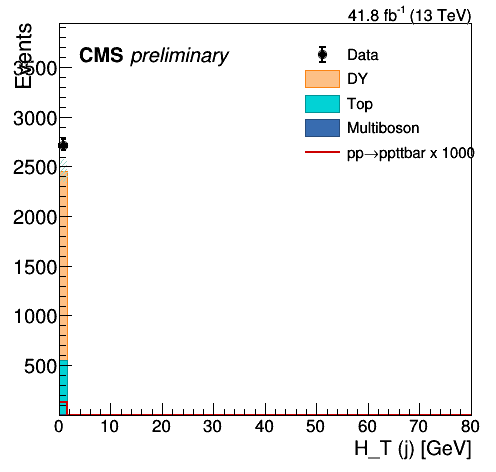 41.8 fb⁻¹ (13 TeV)
CMS preliminary
Events
Data
DY
Top
Multiboson
pp→ppttbar x 1000
3500
3000
2500
2000
1500
1000
500
0 10 20 30 40 50 60 70 80
H_T (j) [GeV]